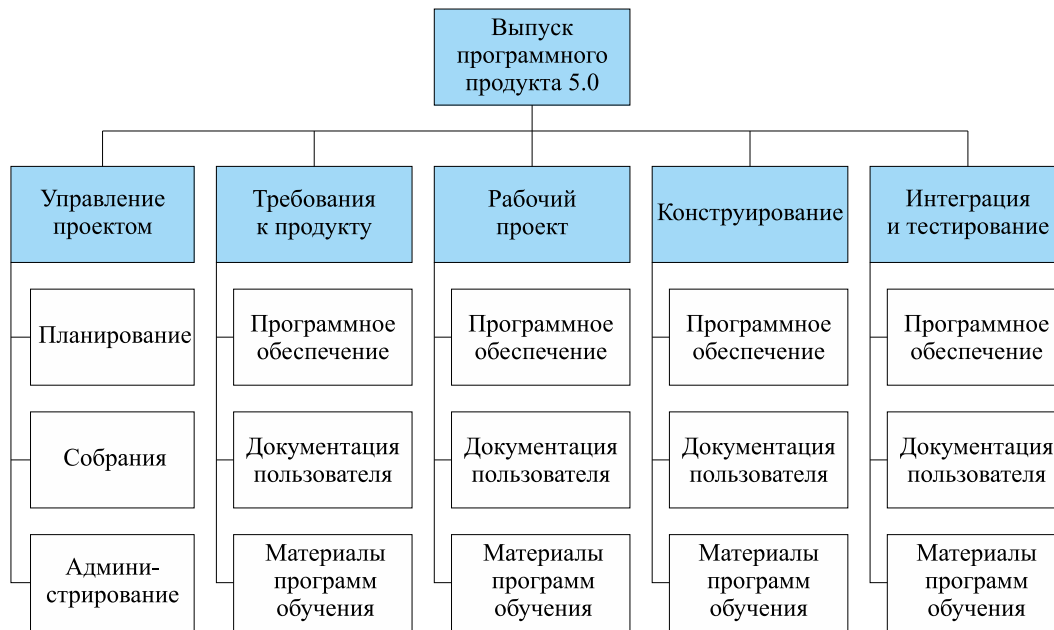 Выпуск
программного
продукта 5.0
Управление
проектом
Требования
к продукту
Рабочий
проект
Конструирование
Интеграция
и тестирование
Планирование
Программное
обеспечение
Программное
обеспечение
Программное
обеспечение
Программное
обеспечение
Собрания
Документация
пользователя
Документация
пользователя
Документация
пользователя
Документация
пользователя
Админи-
стрирование
Материалы
программ
обучения
Материалы
программ
обучения
Материалы
программ
обучения
Материалы
программ
обучения